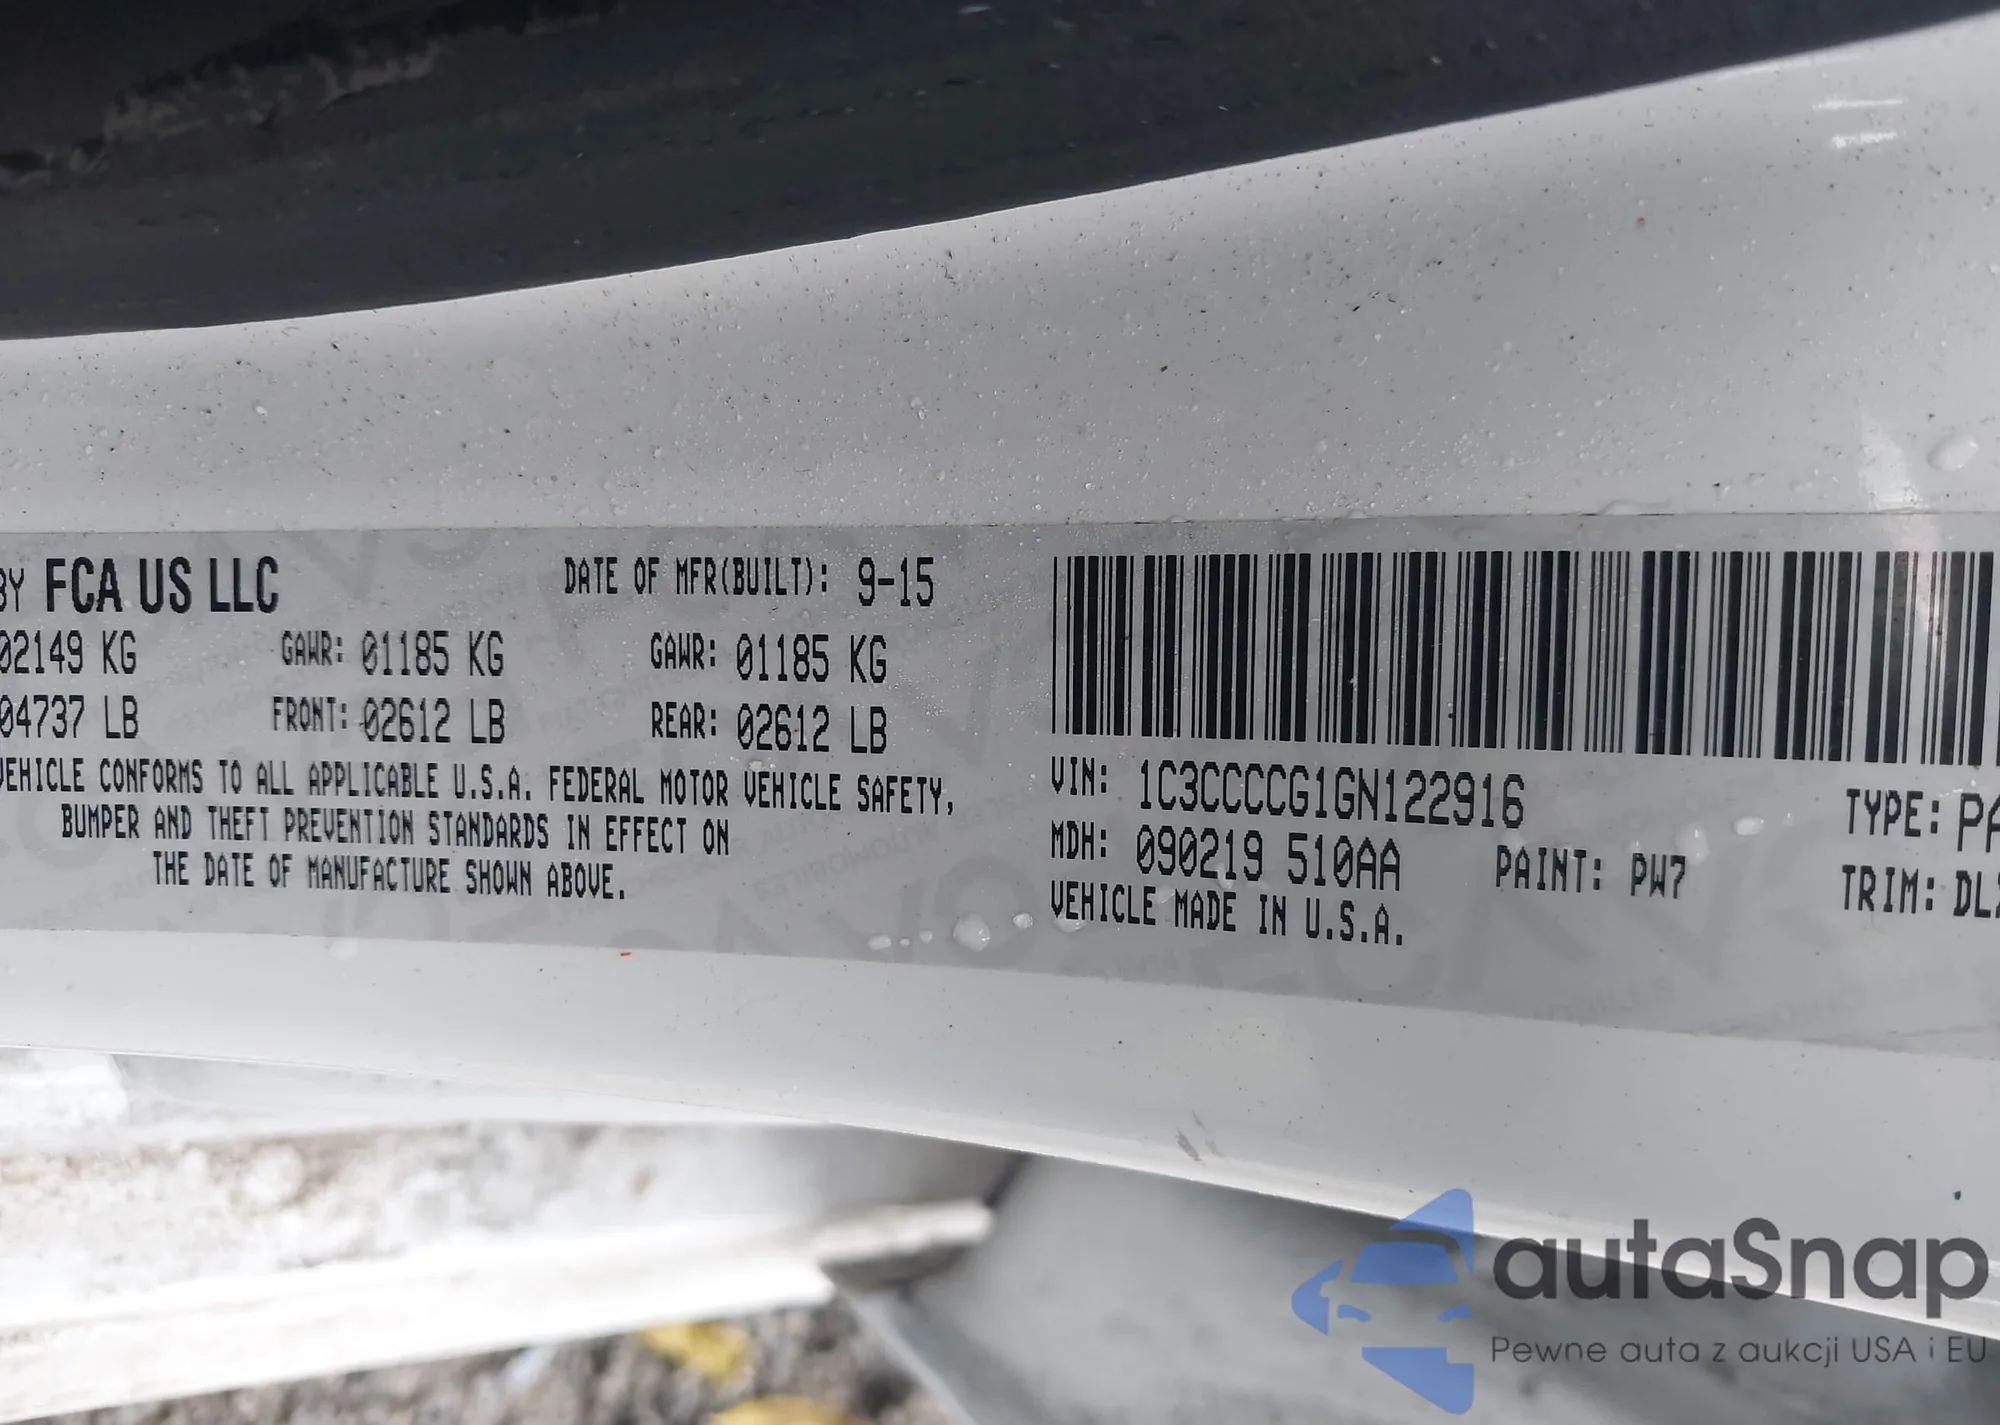 BY FCA US LLC DATE OF MFR(BUILT): 9-15
02149 KG GAWR: 01185 KG GAWR: 01185 KG
04737 LB FRONT: 02612 LB REAR: 02612 LB
VEHICLE CONFORMS TO ALL APPLICABLE U.S.A. FEDERAL MOTOR VEHICLE SAFETY,
BUMPER AND THEFT PREVENTION STANDARDS IN EFFECT ON
THE DATE OF MANUFACTURE SHOWN ABOVE.
VIN: 1C3CCCCG1GN122916 TYPE: PA
MDH: 090219 510AA PAINT: PW7 TRIM: DL
VEHICLE MADE IN U.S.A.
autaSnap
Pewne auta z aukcji USA i EU